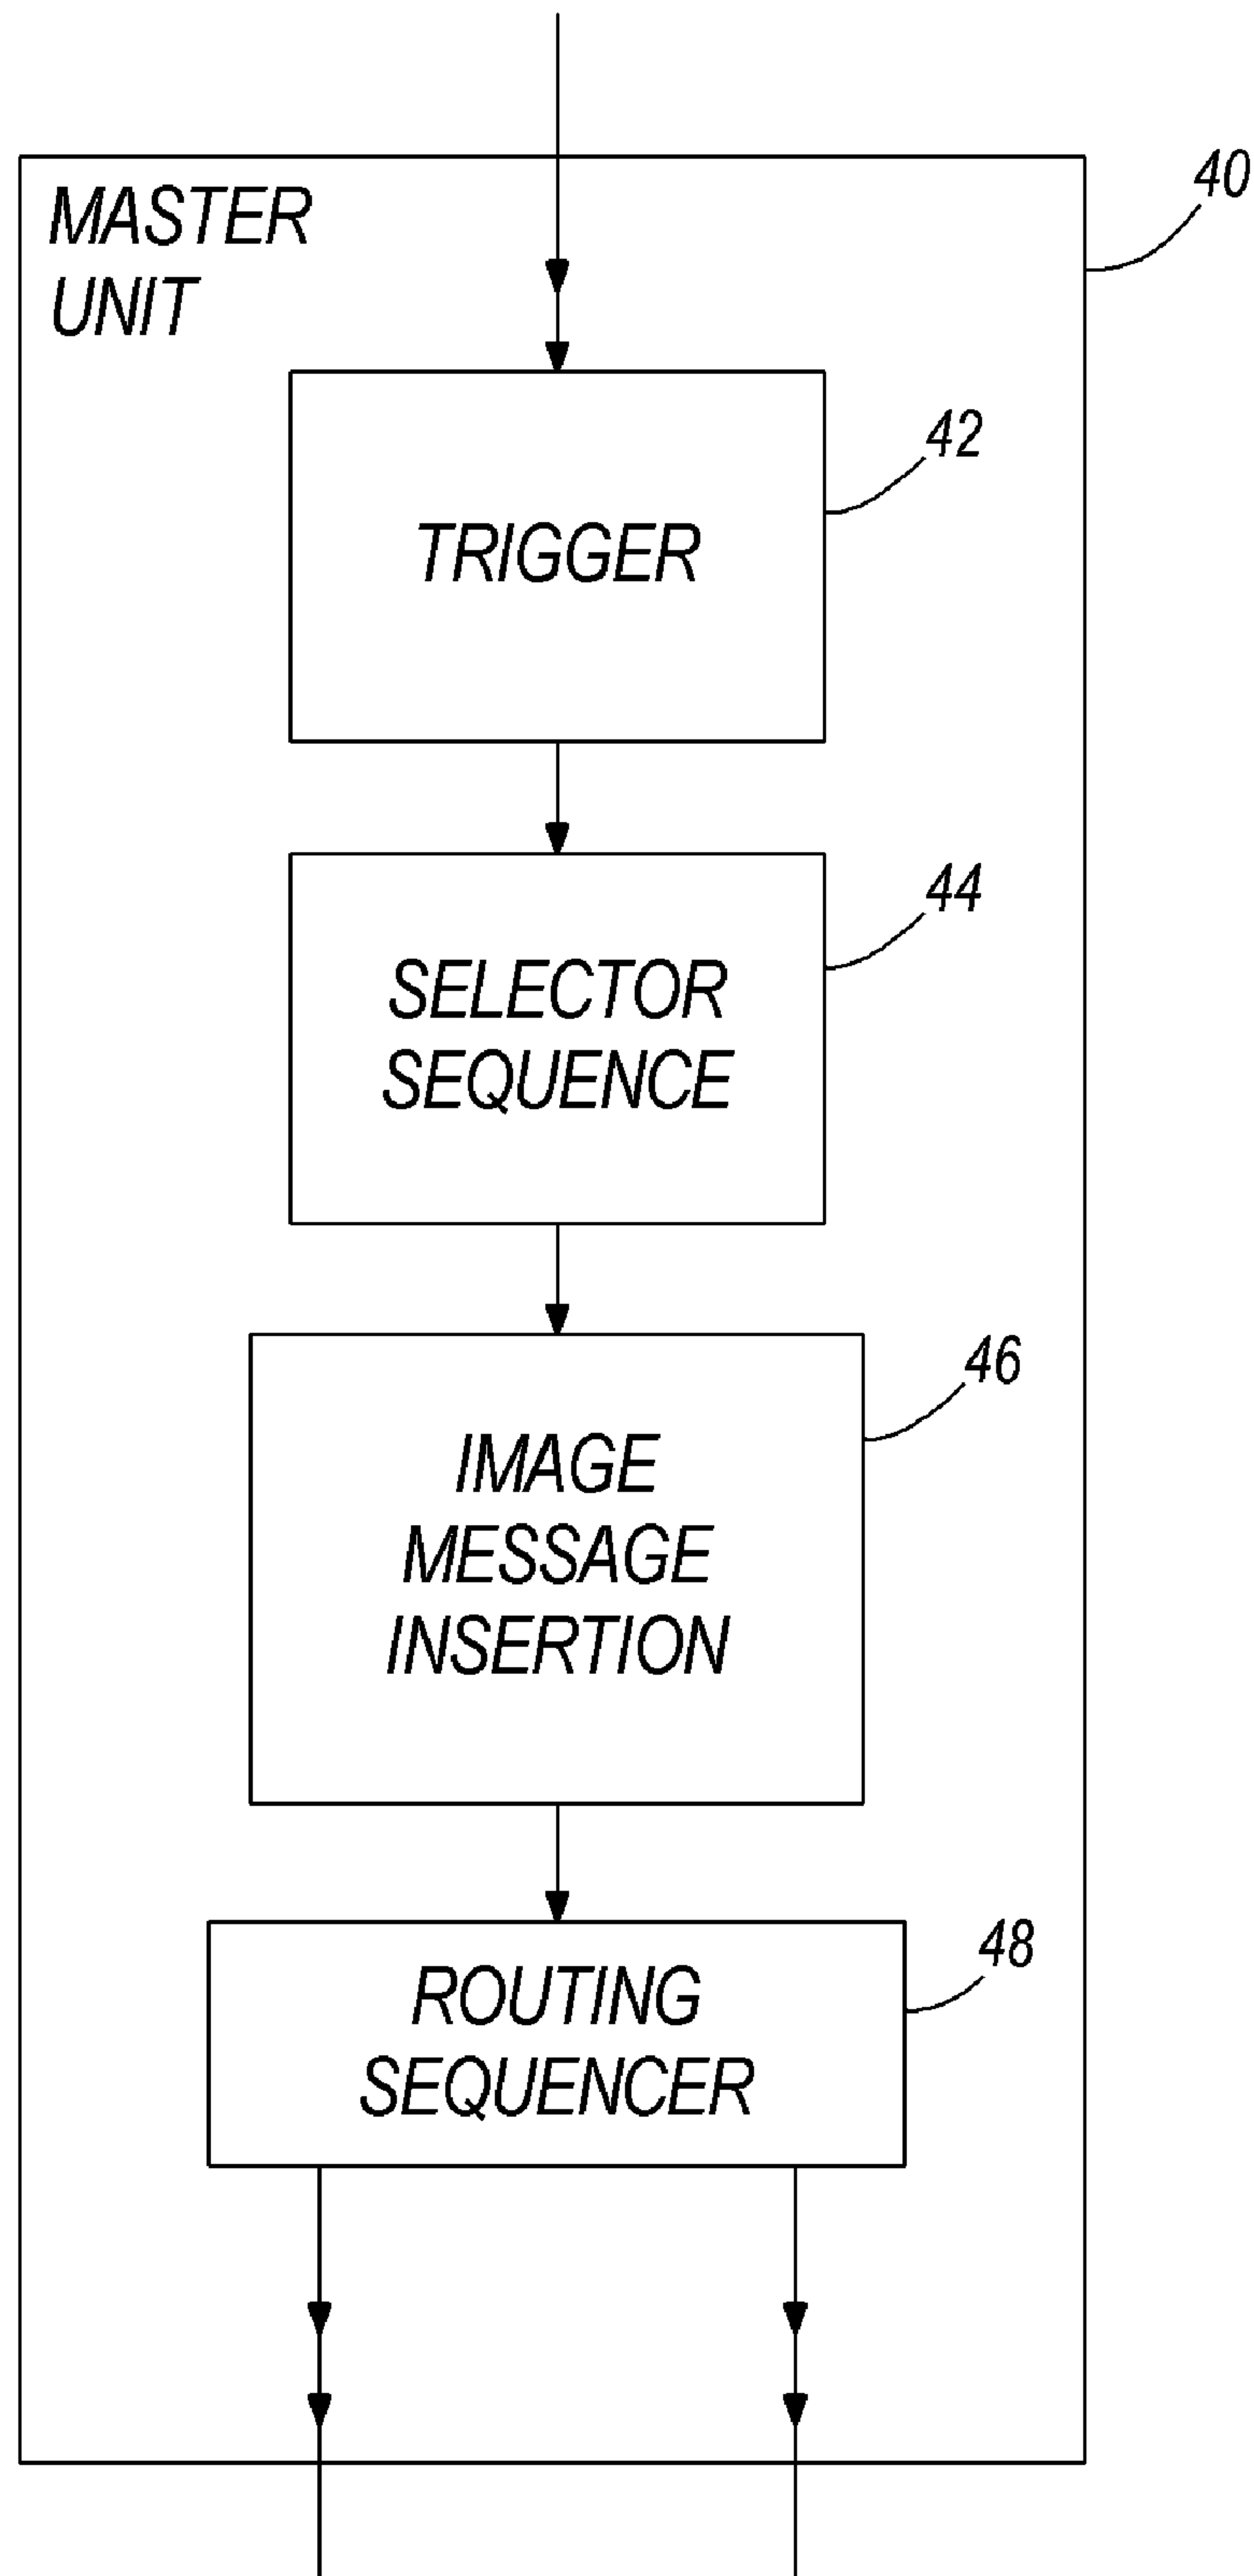 MASTER
UNIT
40
TRIGGER
42
SELECTOR
SEQUENCE
44
IMAGE
MESSAGE
INSERTION
46
ROUTING
SEQUENCER
48